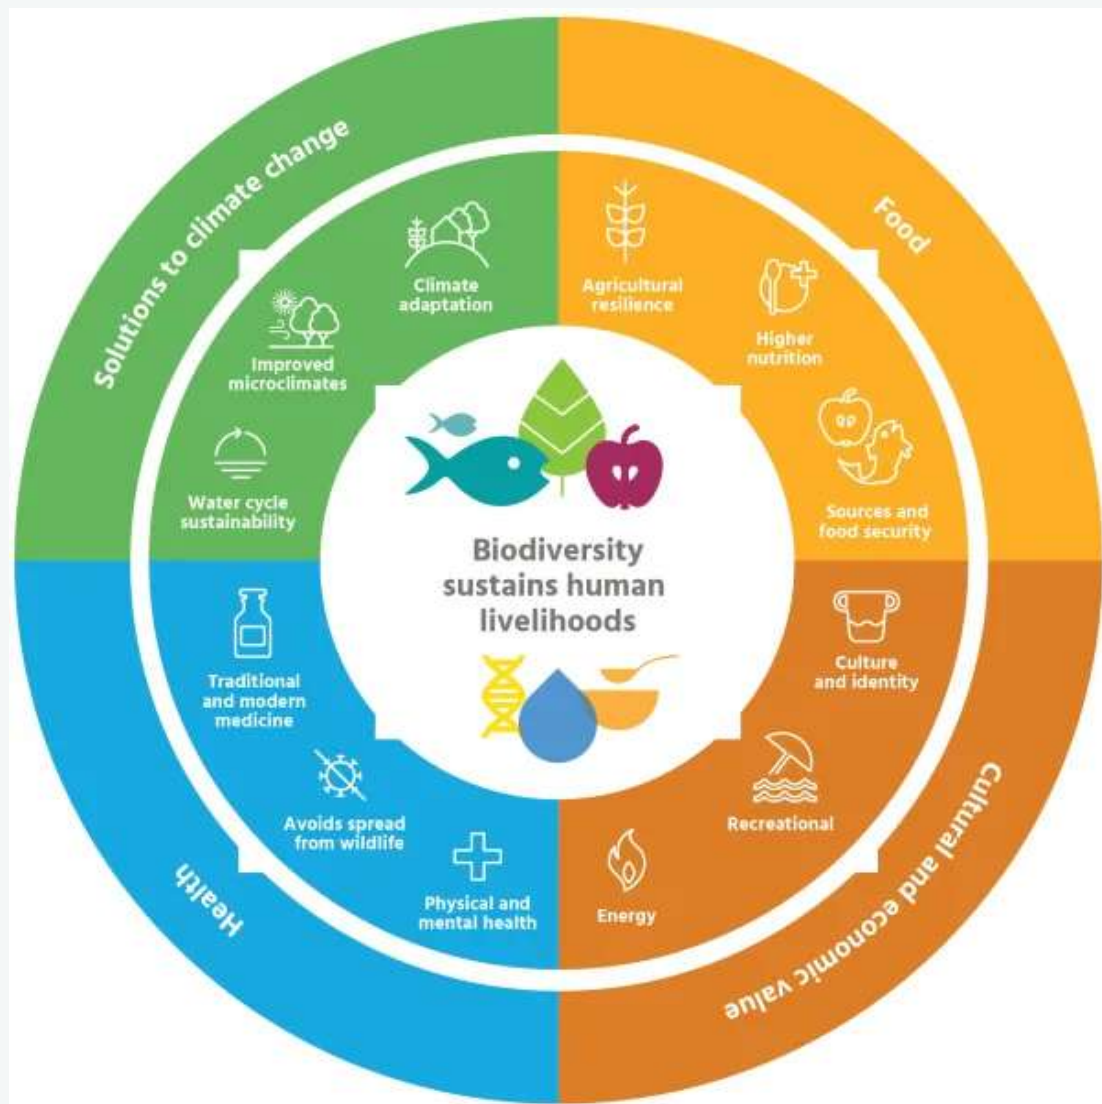 Solutions to climate change
Climate
adaptation
Improved
microclimates
Water cycle
sustainability
Food
Agricultural
resilience
Higher
nutrition
Sources and
food security
Biodiversity
sustains human
livelihoods
Health
Traditional
and modern
medicine
Avoids spread
from wildlife
Physical and
mental health
Cultural and economic value
Culture
and identity
Recreational
Energy